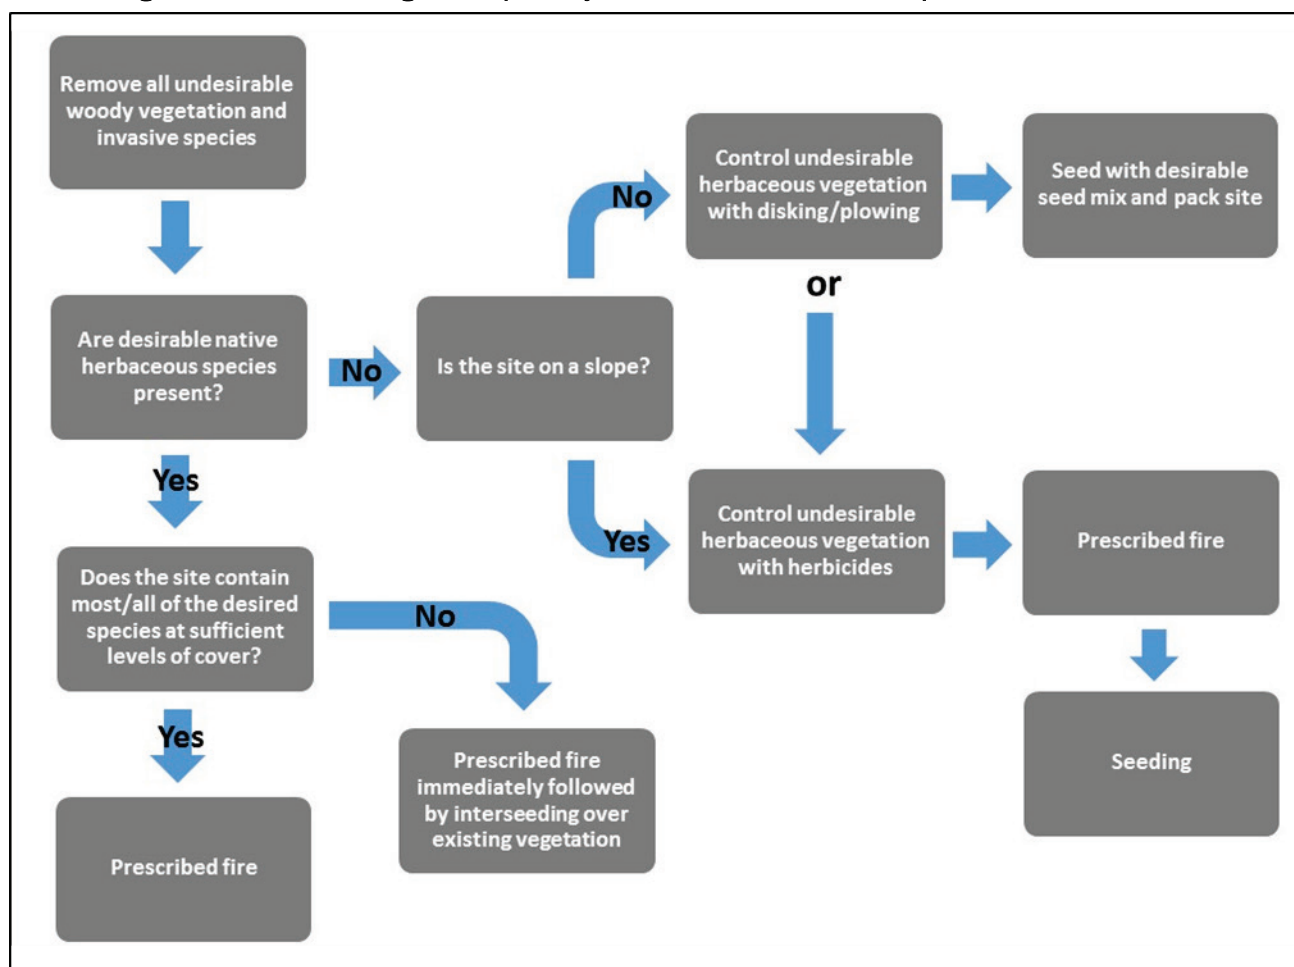 Remove all undesirable
woody vegetation and
invasive species
Are desirable native
herbaceous species
present?
No
Is the site on a slope?
No
Control undesirable
herbaceous vegetation
with disking/plowing
Seed with desirable
seed mix and pack site
or
Yes
Control undesirable
herbaceous vegetation
with herbicides
Prescribed fire
Seeding
Yes
Does the site contain
most/all of the desired
species at sufficient
levels of cover?
No
Prescribed fire
immediately followed
by interseeding over
existing vegetation
Yes
Prescribed fire